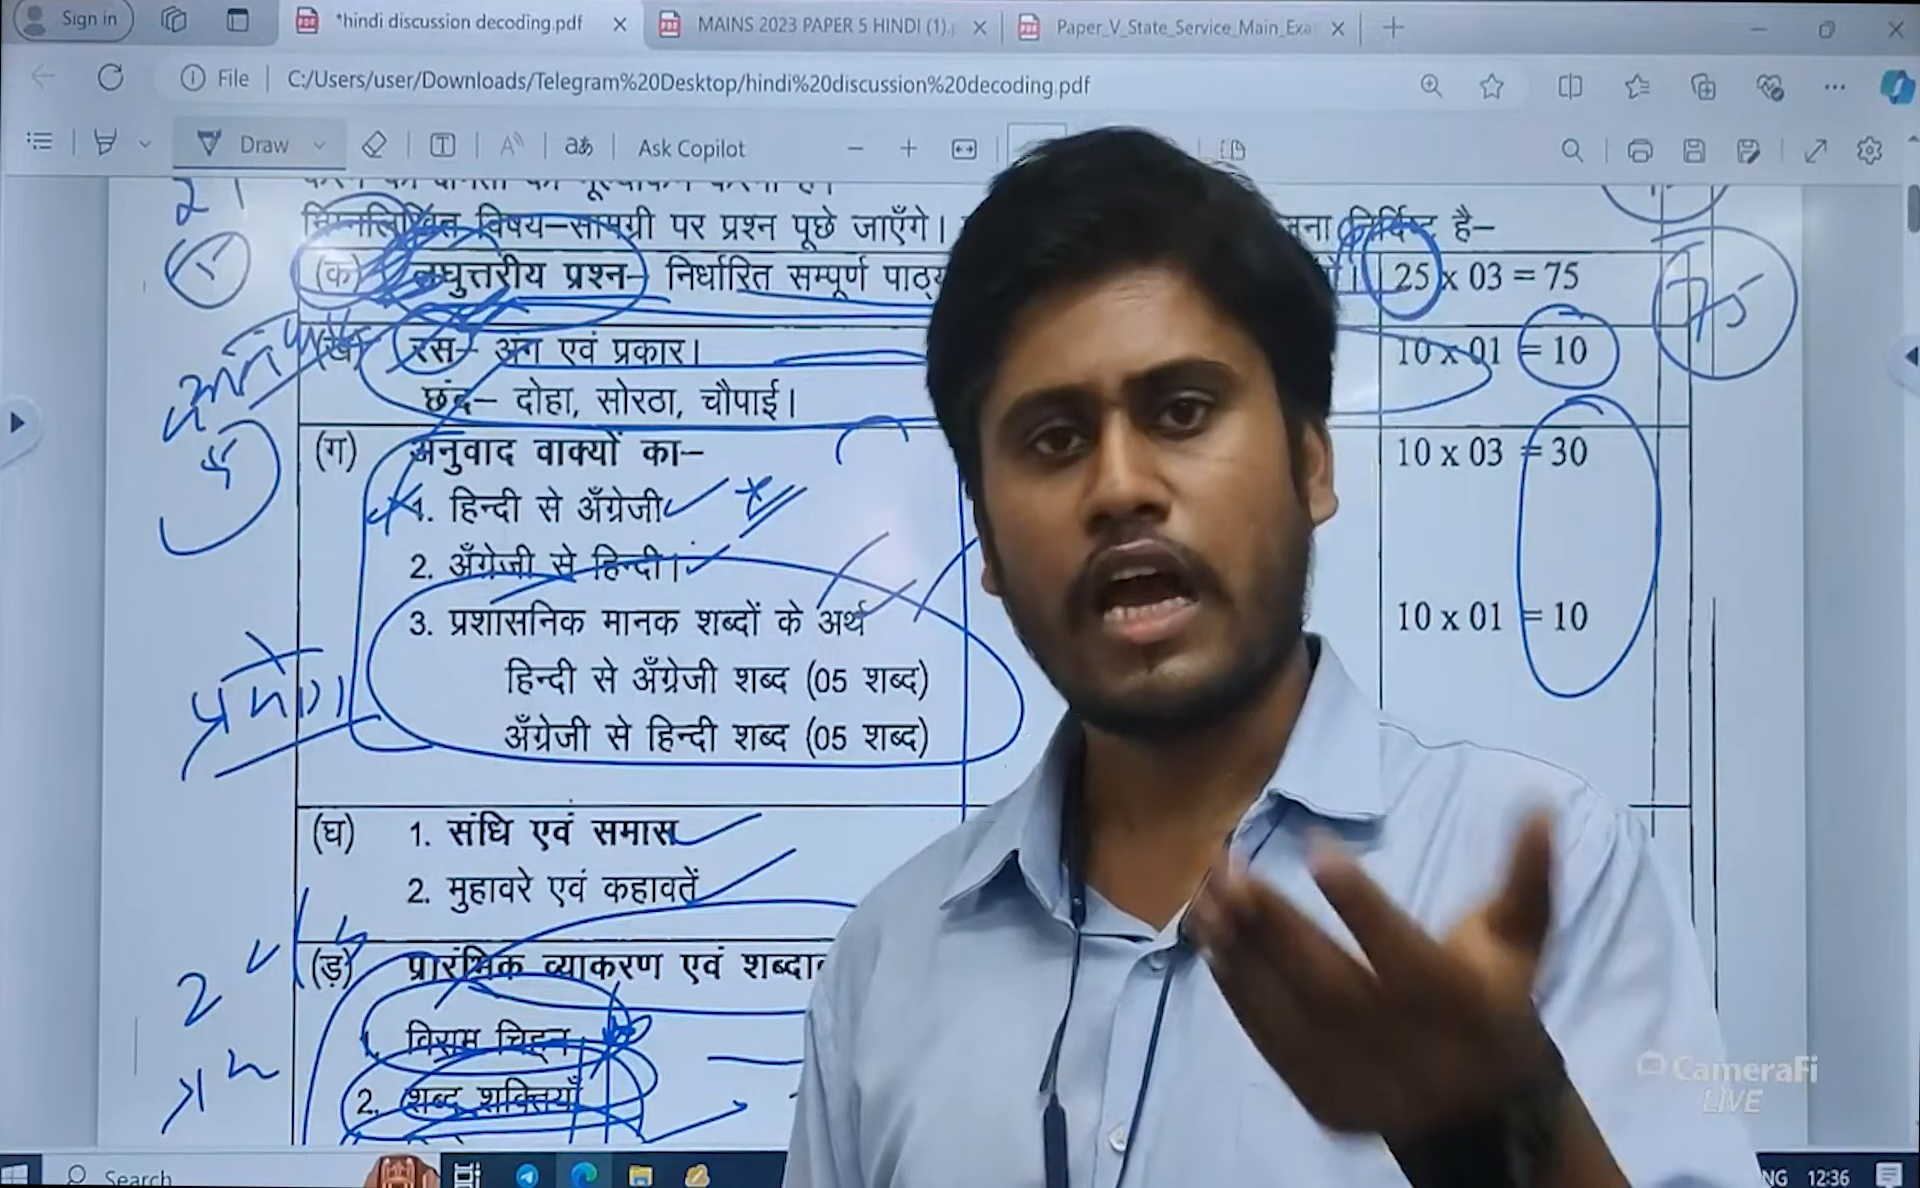 Sign in
*hindi discussion decoding.pdf
MAINS 2023 PAPER 5 HINDI (1).
Paper_V_State_Service_Main_Exa
File
C:/Users/user/Downloads/Telegram%20Desktop/hindi%20discussion%20decoding.pdf
Draw
Ask Copilot
21
निम्नलिखित विषय–सामग्री पर प्रश्न पूछे जाएँगे।
निर्दिष्ट है–
(क) लघुत्तरीय प्रश्न– निर्धारित सम्पूर्ण
25 x 03 = 75
75
(ख) रस– अंग एवं प्रकार।
10 x 01 = 10
छंद– दोहा, सोरठा, चौपाई।
(ग) अनुवाद वाक्यों का–
10 x 03 = 30
1. हिन्दी से अँग्रेजी
2. अँग्रेजी से हिन्दी।
3. प्रशासनिक मानक शब्दों के अर्थ
10 x 01 = 10
हिन्दी से अँग्रेजी शब्द (05 शब्द)
अँग्रेजी से हिन्दी शब्द (05 शब्द)
(घ) 1. संधि एवं समास
2. मुहावरे एवं कहावतें
(ड़) प्रारंभिक व्याकरण एवं
1. विराम चिह्न
2. शब्द शक्तियाँ
CameraFi
LIVE
Search
NG 12:36